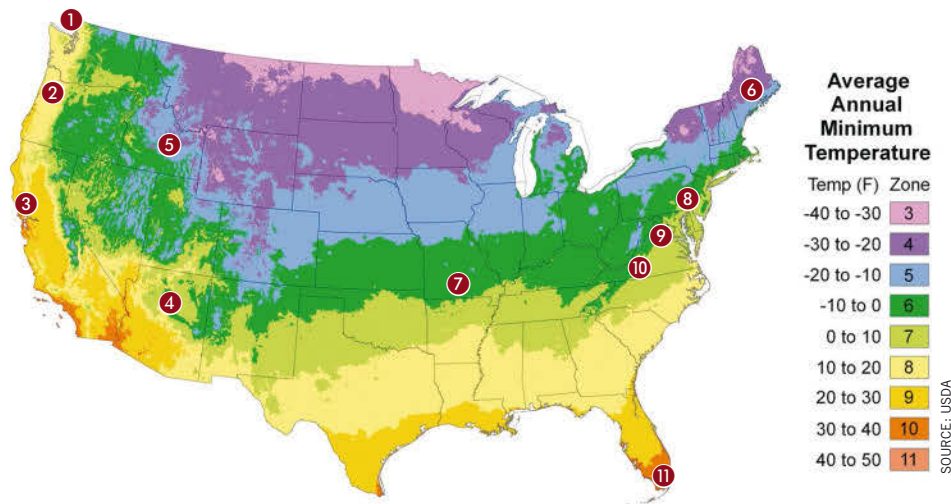 1
2
3
4
5
6
7
8
9
10
11
Average
Annual
Minimum
Temperature
Temp (F) Zone
-40 to -30 3
-30 to -20 4
-20 to -10 5
-10 to 0 6
0 to 10 7
10 to 20 8
20 to 30 9
30 to 40 10
40 to 50 11
SOURCE: USDA